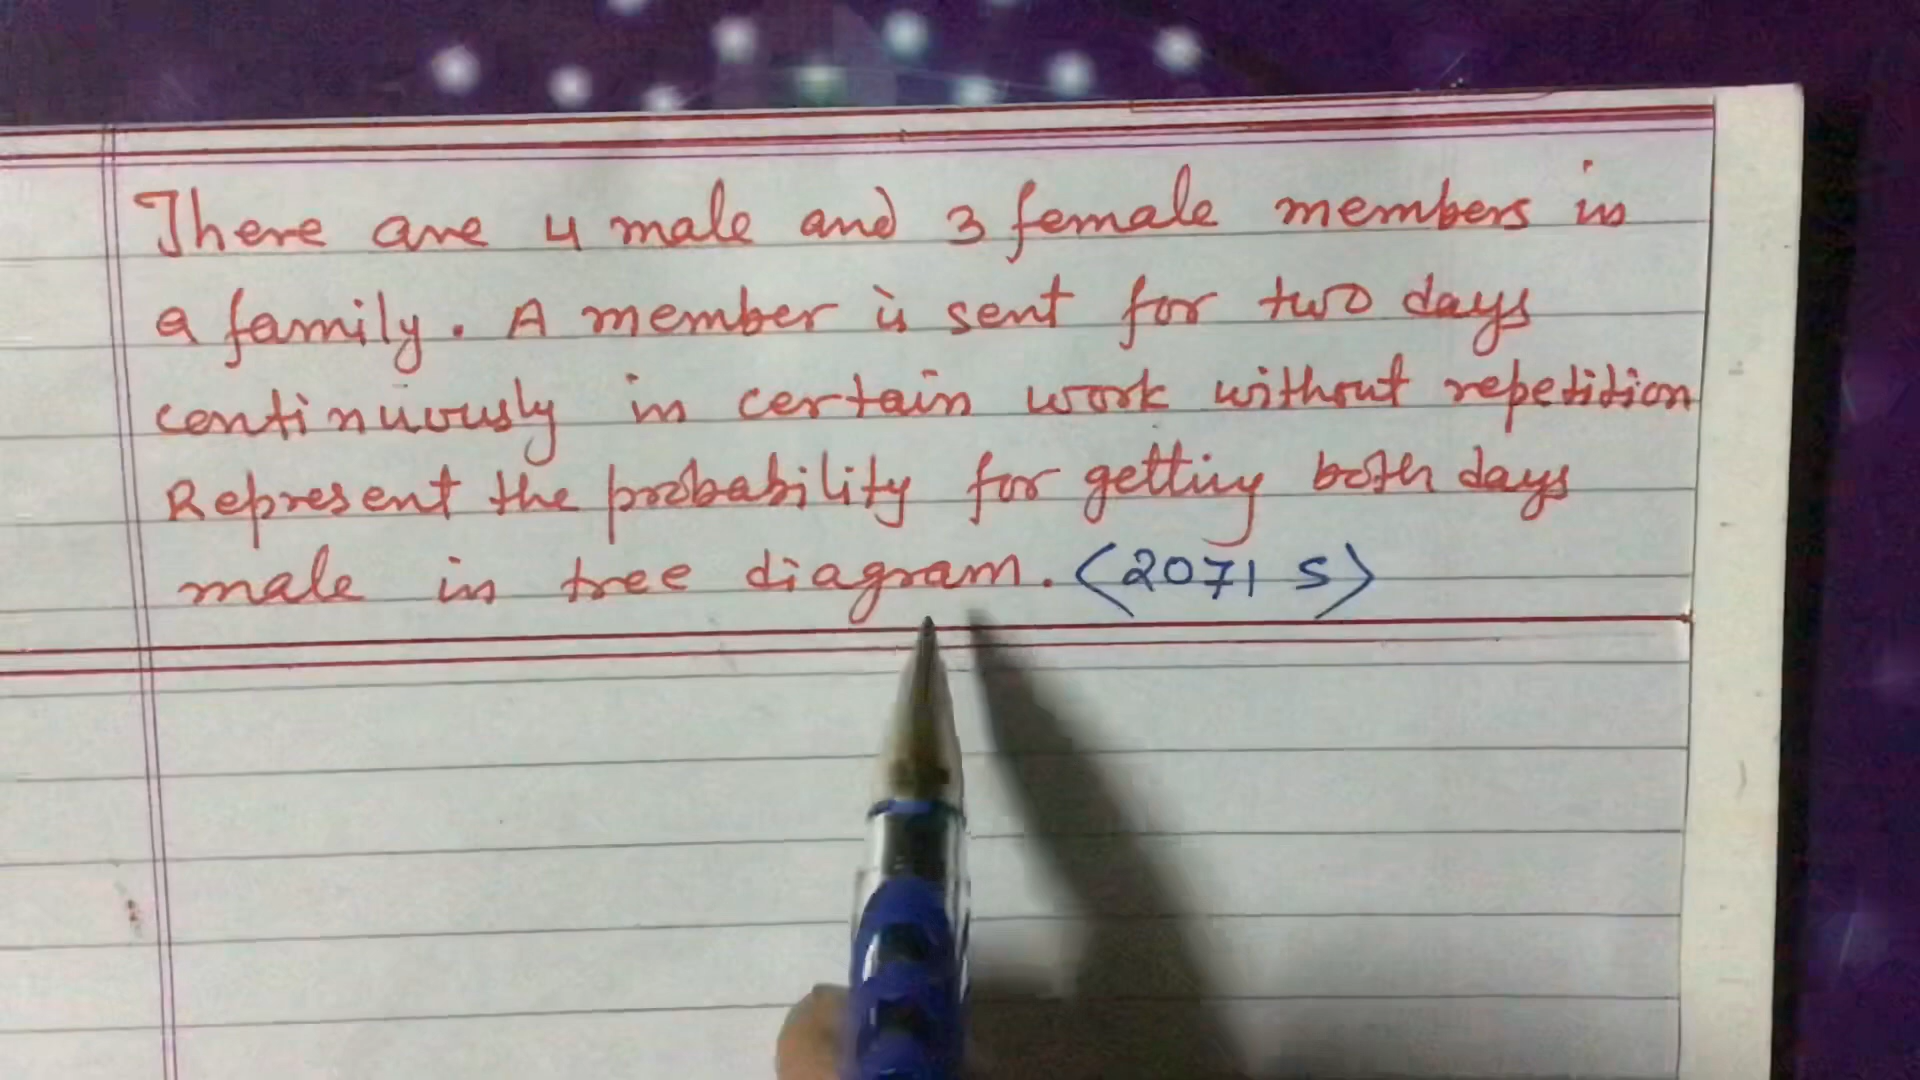 There are 4 male and 3 female members in
a family. A member is sent for two days
continuously in certain work without repetition
Represent the probability for getting both days
male in tree diagram. <2071 S>